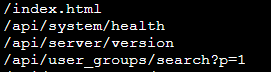 /index.html
/api/system/health
/api/server/version
/api/user_groups/search?p=1